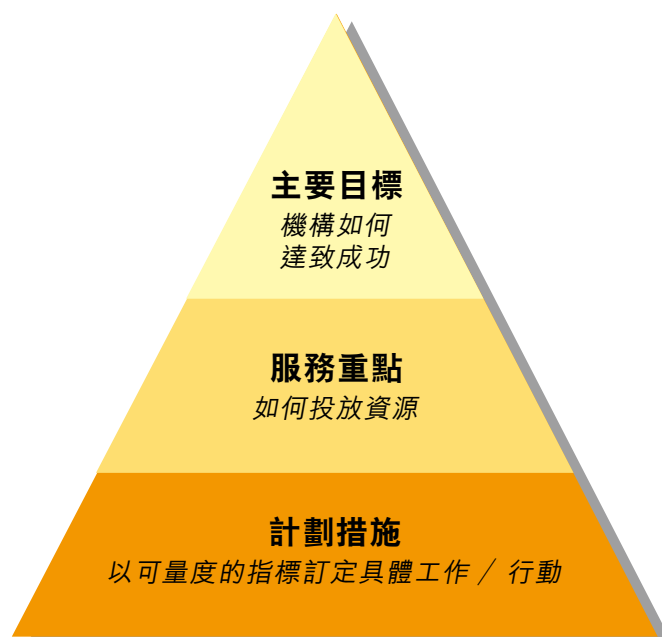 主要目標
機構如何
達致成功
服務重點
如何投放資源
計劃措施
以可量度的指標訂定具體工作 / 行動